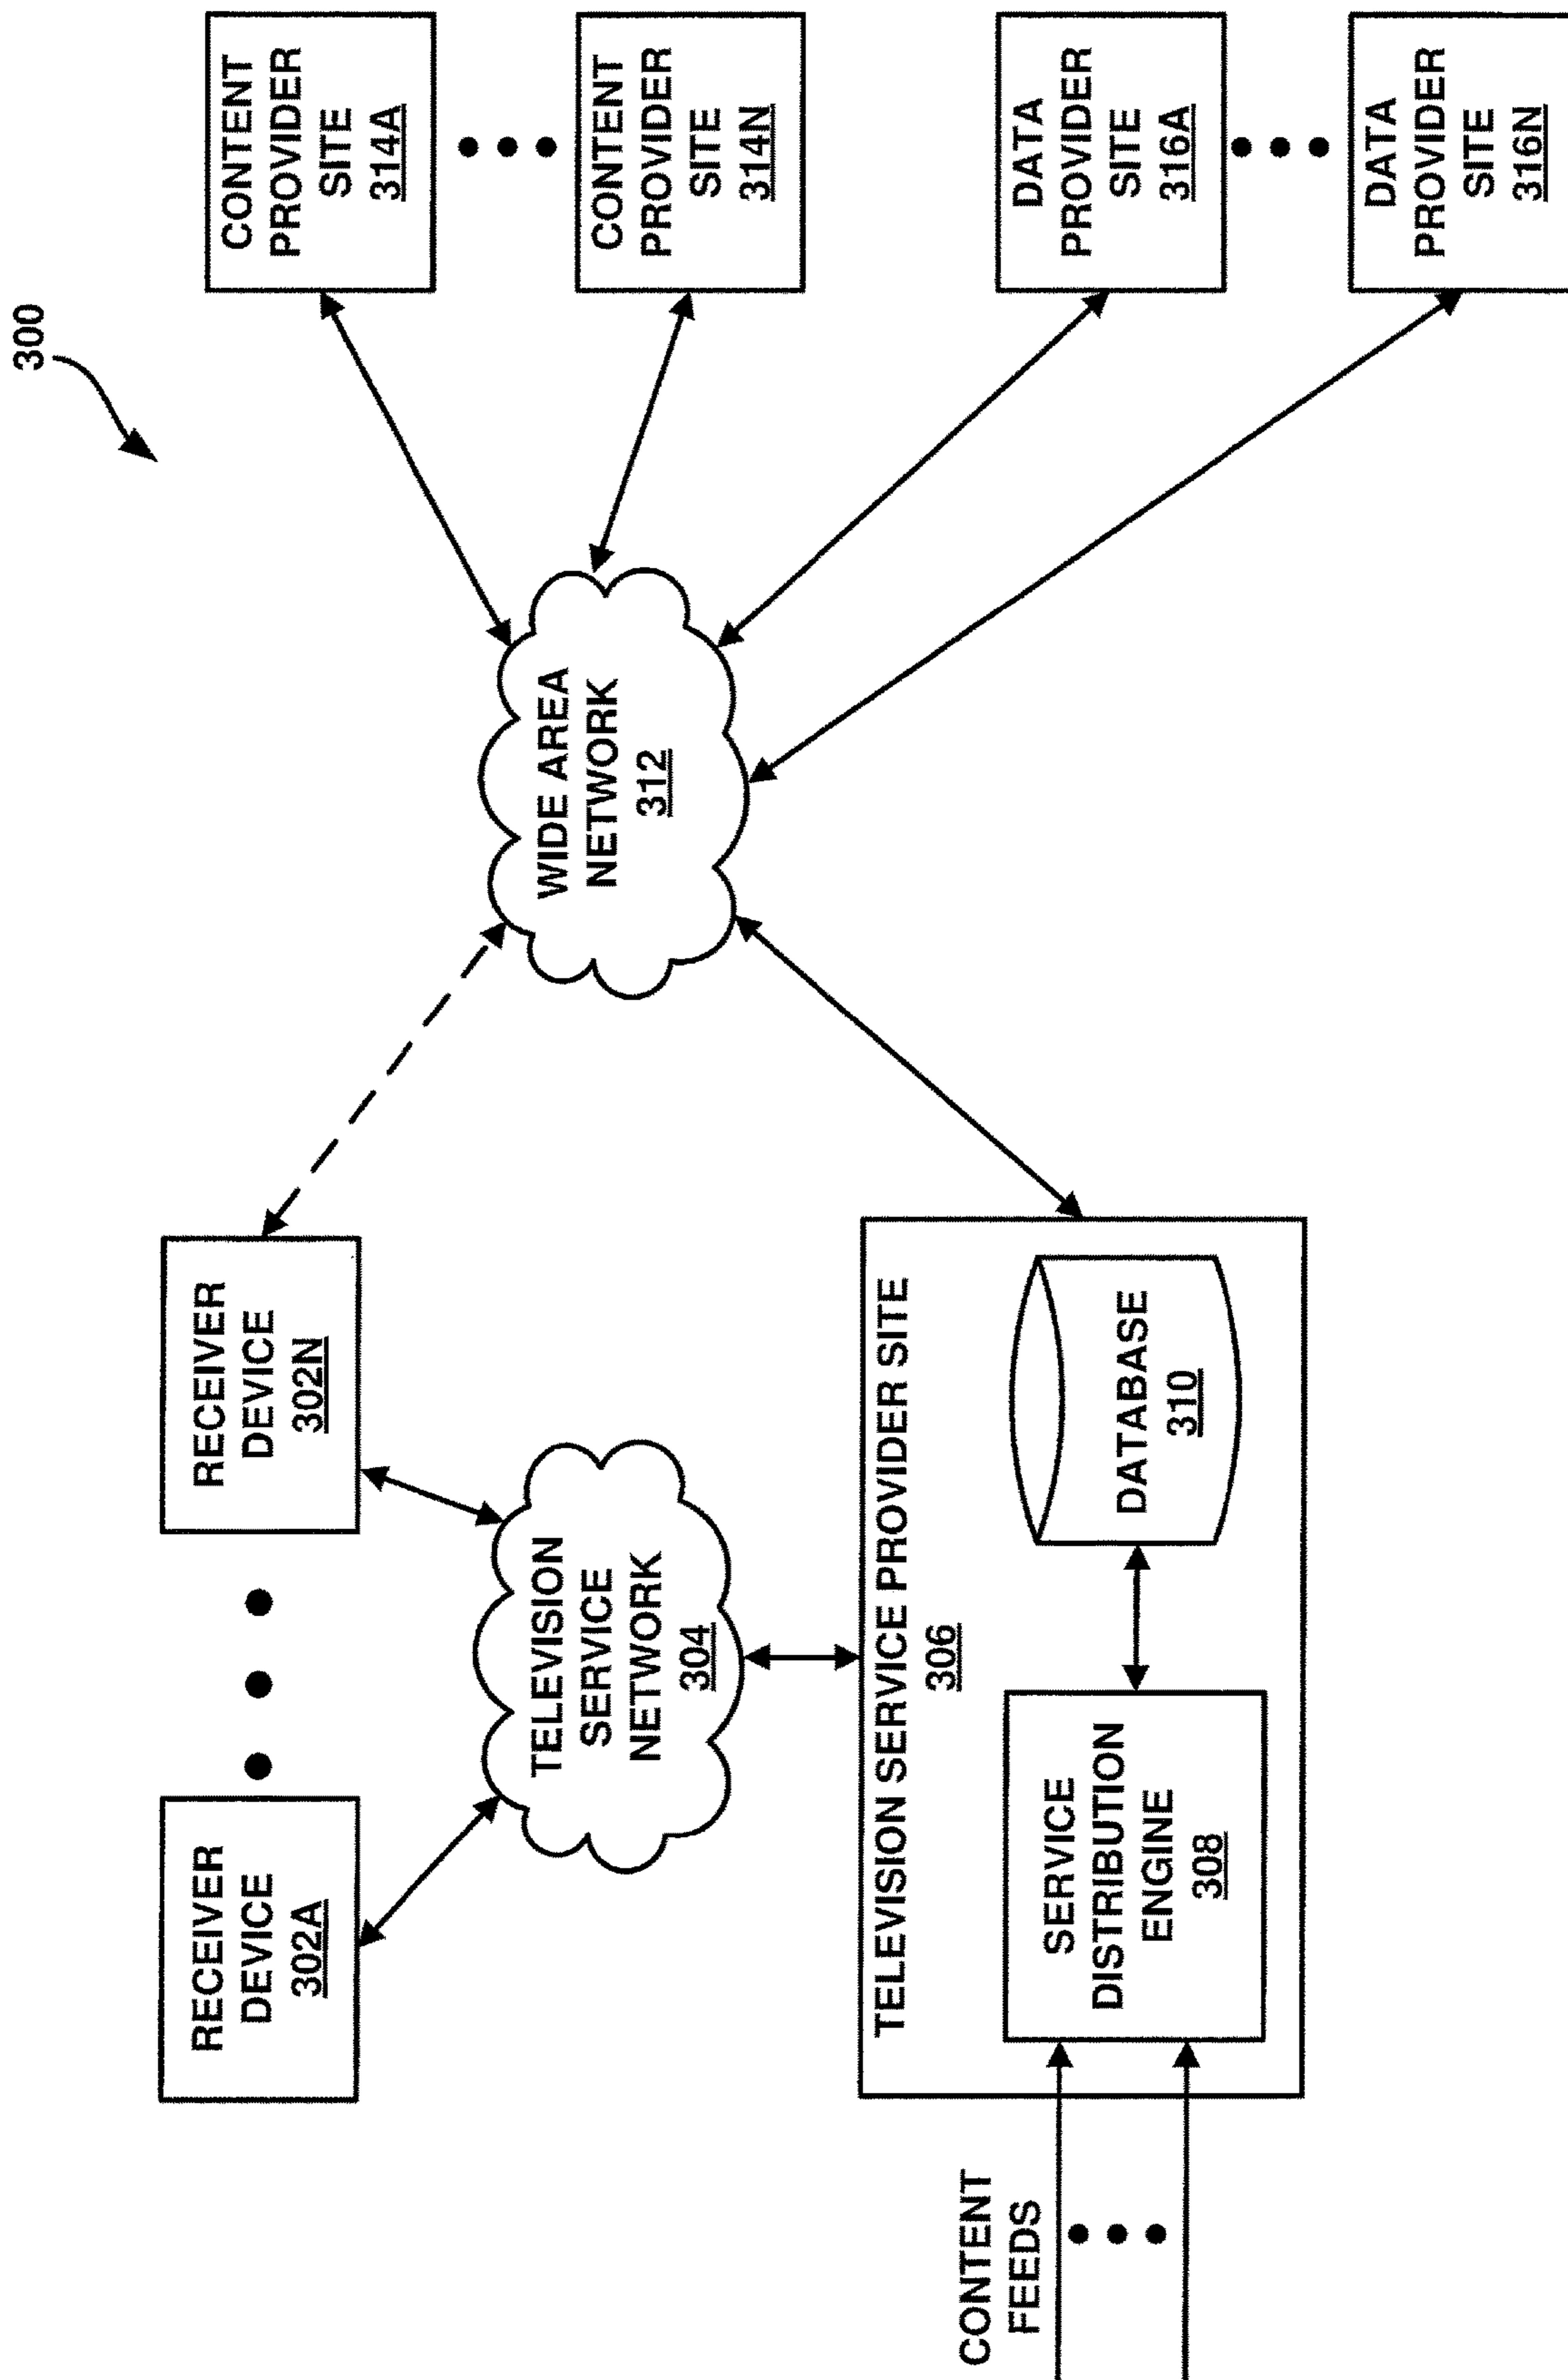 300
RECEIVER
DEVICE
302A
RECEIVER
DEVICE
302N
CONTENT
PROVIDER
SITE
314A
CONTENT
PROVIDER
SITE
314N
TELEVISION
SERVICE
NETWORK
304
WIDE AREA
NETWORK
312
TELEVISION SERVICE PROVIDER SITE
306
CONTENT
FEEDS
SERVICE
DISTRIBUTION
ENGINE
308
DATABASE
310
DATA
PROVIDER
SITE
316A
DATA
PROVIDER
SITE
316N